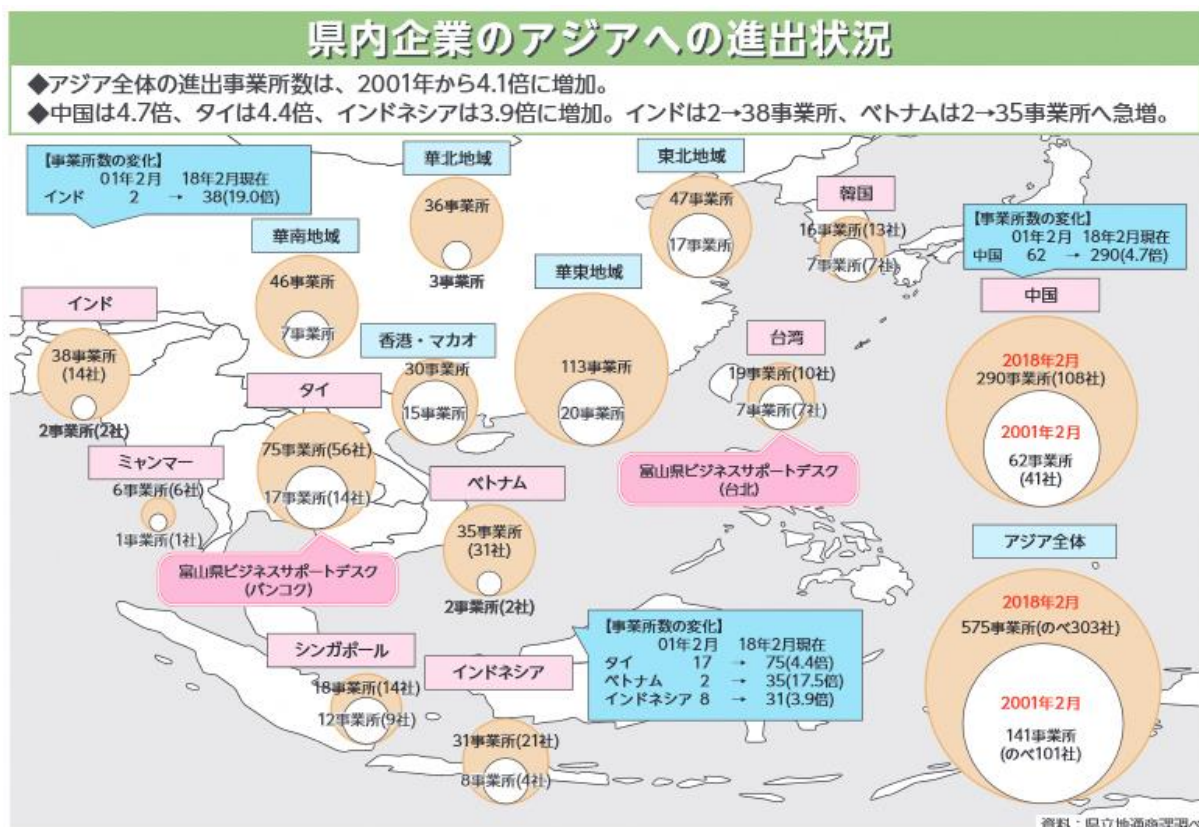 県内企業のアジアへの進出状況
◆アジア全体の進出事業所数は、2001年から4.1倍に増加。
◆中国は4.7倍、タイは4.4倍、インドネシアは3.9倍に増加。インドは2→38事業所、ベトナムは2→35事業所へ急増。
【事業所数の変化】
01年2月 18年2月現在
インド 2 → 38(19.0倍)
華北地域
36事業所
3事業所
東北地域
47事業所
17事業所
韓国
16事業所(13社)
7事業所(7社)
【事業所数の変化】
01年2月 18年2月現在
中国 62 → 290(4.7倍)
華南地域
46事業所
7事業所
華東地域
113事業所
20事業所
中国
2018年2月
290事業所(108社)
2001年2月
62事業所
(41社)
インド
38事業所
(14社)
2事業所(2社)
香港・マカオ
30事業所
15事業所
台湾
19事業所(10社)
7事業所(7社)
富山県ビジネスサポートデスク
(台北)
タイ
75事業所(56社)
17事業所(14社)
富山県ビジネスサポートデスク
(バンコク)
ミャンマー
6事業所(6社)
1事業所(1社)
ベトナム
35事業所
(31社)
2事業所(2社)
アジア全体
2018年2月
575事業所(のべ303社)
2001年2月
141事業所
(のべ101社)
シンガポール
18事業所(14社)
12事業所(9社)
インドネシア
31事業所(21社)
8事業所(4社)
【事業所数の変化】
01年2月 18年2月現在
タイ 17 → 75(4.4倍)
ベトナム 2 → 35(17.5倍)
インドネシア 8 → 31(3.9倍)
資料：県立地通商課調べ